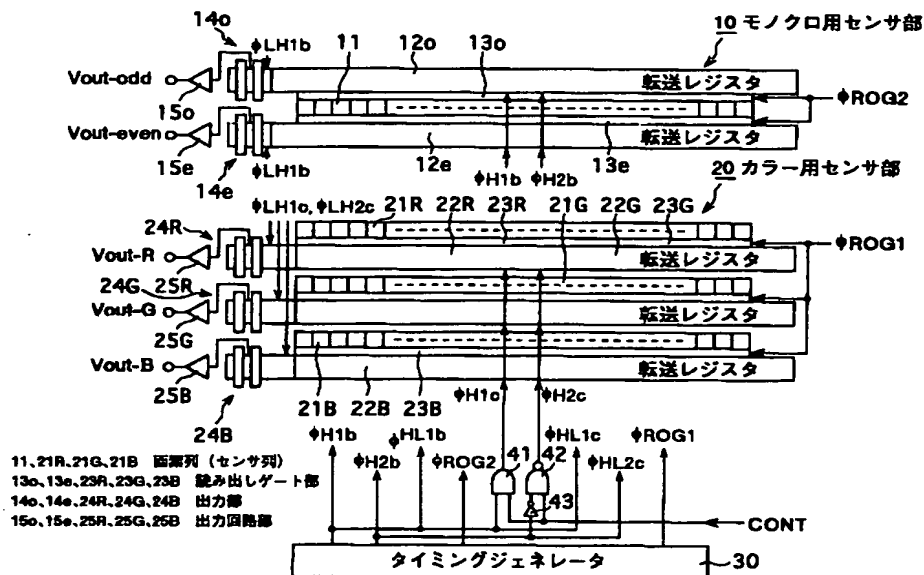 14o
ΦLH1b
11
12o
13o
10 モノクロ用センサ部
Vout-odd
転送レジスタ
15o
ΦROG2
Vout-even
転送レジスタ
15e
14e
ΦLH1b
12e
ΦH1b
ΦH2b
13e
20 カラー用センサ部
ΦLH1c, ΦLH2c
21R
22R
23R
21G
22G
23G
24R
ΦROG1
Vout-R
転送レジスタ
24G
25R
Vout-G
転送レジスタ
25G
Vout-B
転送レジスタ
25B
24B
21B
22B
23B
ΦH1c
ΦH2c
ΦH1b
ΦH2b
ΦHL1b
ΦROG2
41
42
ΦHL1c
ΦHL2c
ΦROG1
43
11、21R、21G、21B 画素列（センサ列）
13o、13e、23R、23G、23B 読み出しゲート部
14o、14e、24R、24G、24B 出力部
15o、15e、25R、25G、25B 出力回路部
CONT
タイミングジェネレータ
30